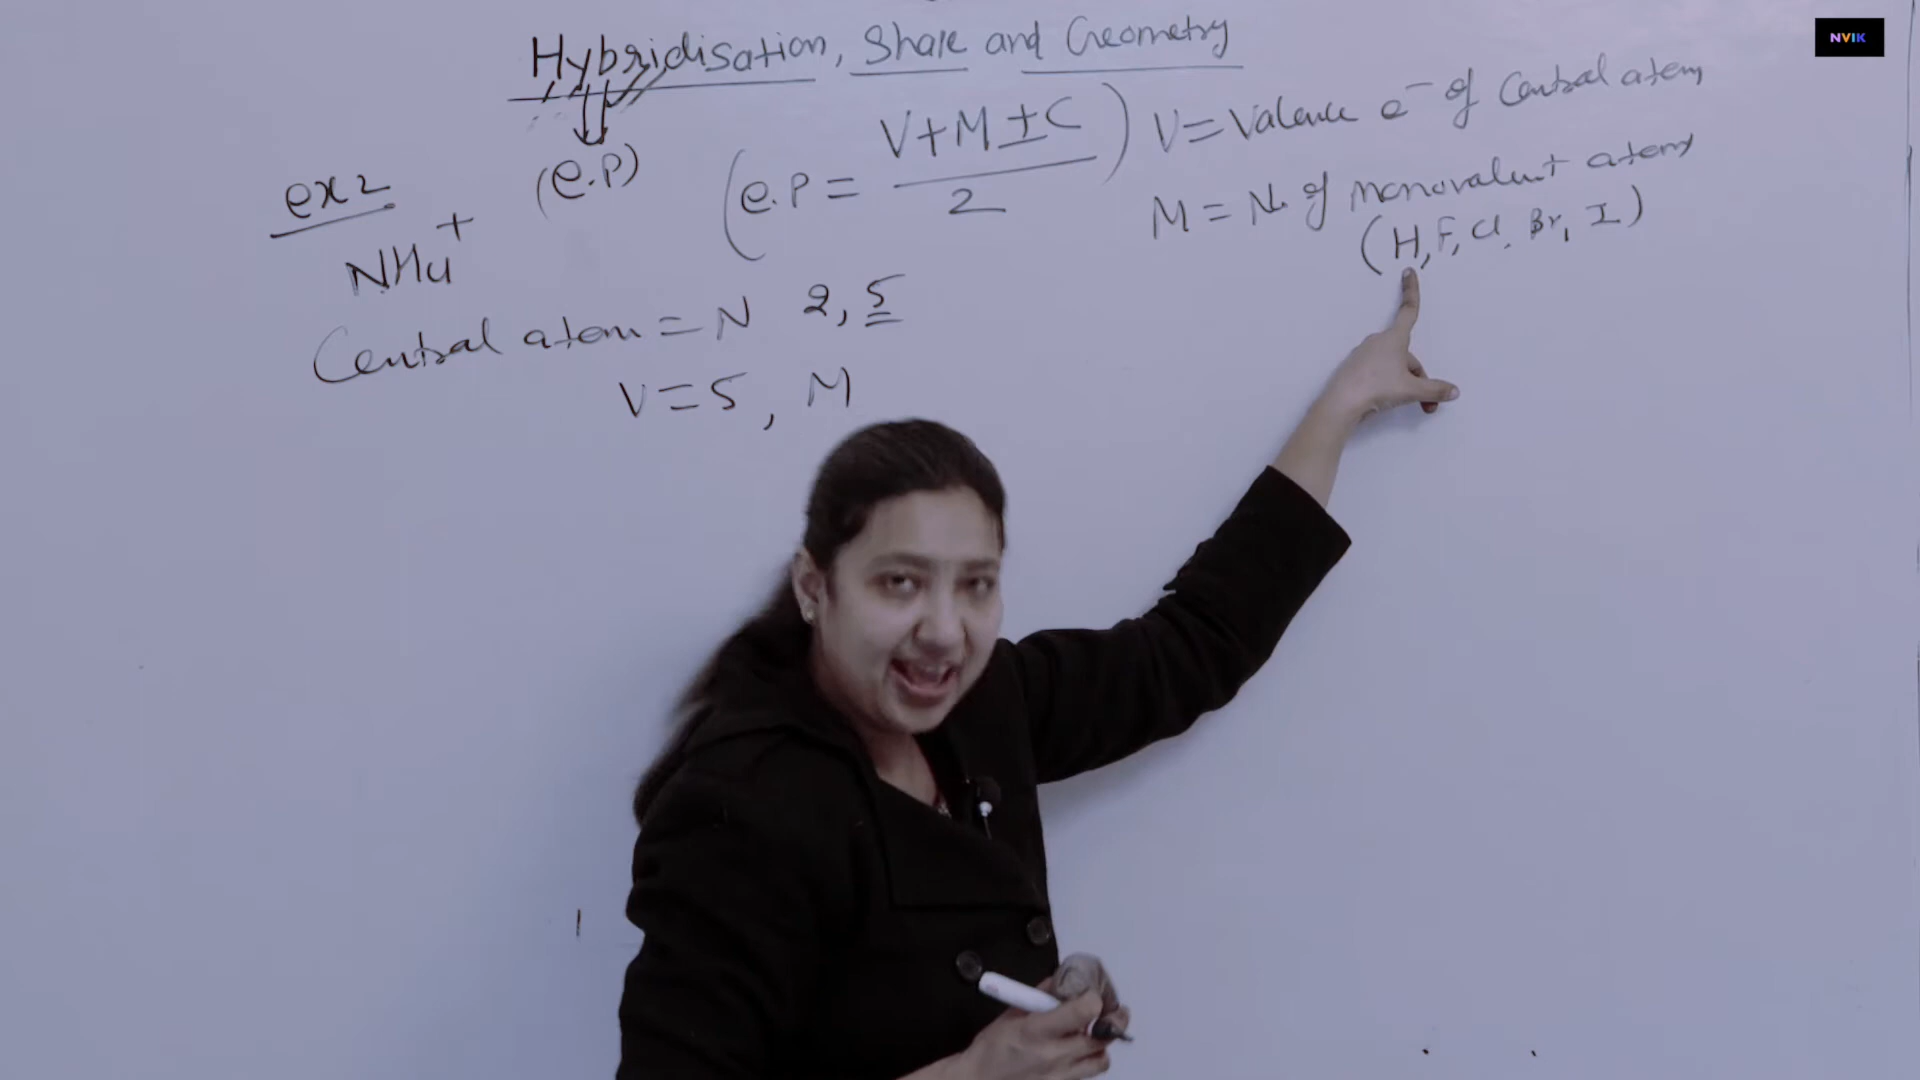 Hybridisation, Shape and Geometry
(e.p)
(e.p = V+M±C / 2)
V = Valence e⁻ of Central atom
M = No of monovalent atoms
(H, F, Cl, Br, I)
ex 2
NH4+
Central atom = N 2, 5
V = 5, M
NVIK